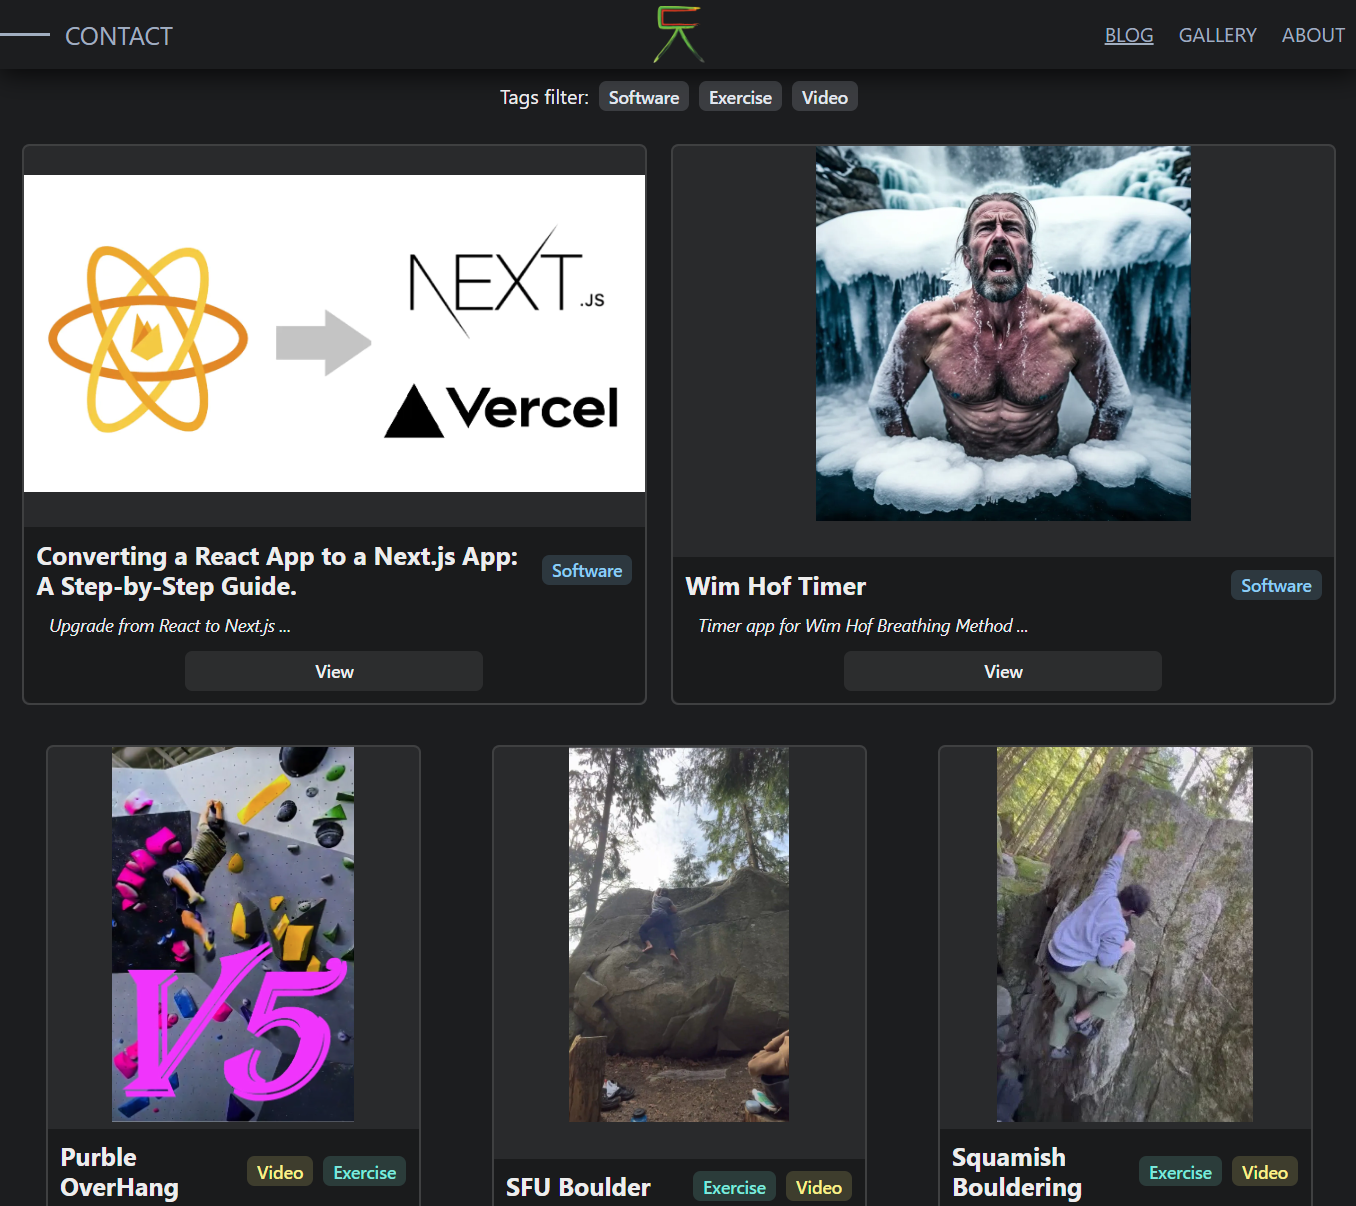 CONTACT
BLOG GALLERY ABOUT
Tags filter: Software Exercise Video
NEXT.JS
Vercel
Converting a React App to a Next.js App:
A Step-by-Step Guide.
Software
Upgrade from React to Next.js ...
View
Wim Hof Timer
Software
Timer app for Wim Hof Breathing Method ...
View
V5
Purble
OverHang
Video Exercise
SFU Boulder
Exercise Video
Squamish
Bouldering
Exercise Video